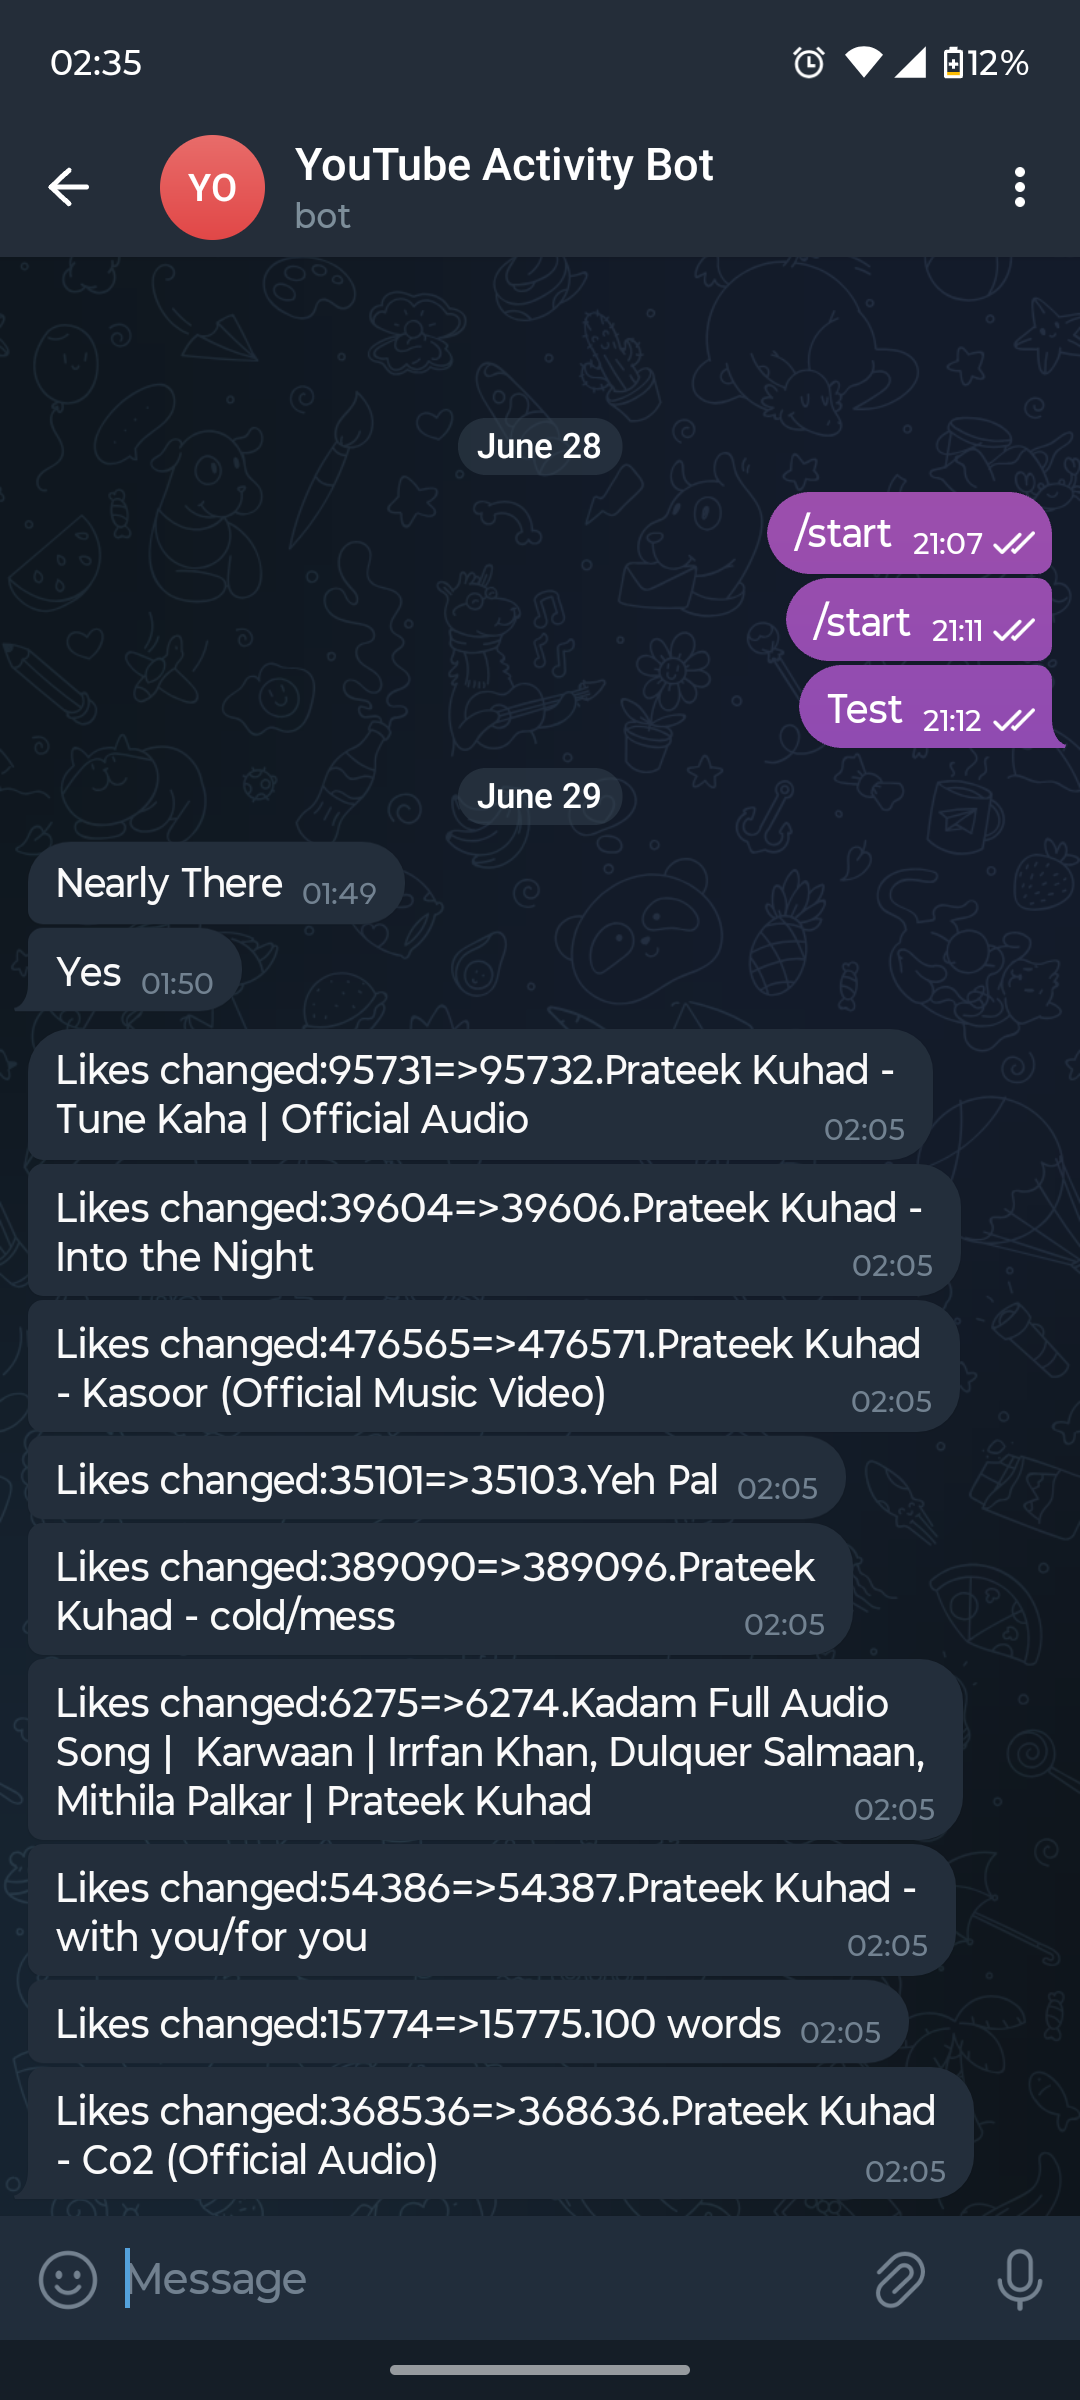 02:35
12%
YO
YouTube Activity Bot
bot
June 28
/start 21:07
/start 21:11
Test 21:12
June 29
Nearly There 01:49
Yes 01:50
Likes changed:95731=>95732.Prateek Kuhad -
Tune Kaha | Official Audio 02:05
Likes changed:39604=>39606.Prateek Kuhad -
Into the Night 02:05
Likes changed:476565=>476571.Prateek Kuhad
- Kasoor (Official Music Video) 02:05
Likes changed:35101=>35103.Yeh Pal 02:05
Likes changed:389090=>389096.Prateek
Kuhad - cold/mess 02:05
Likes changed:6275=>6274.Kadam Full Audio
Song |  Karwaan | Irrfan Khan, Dulquer Salmaan,
Mithila Palkar | Prateek Kuhad 02:05
Likes changed:54386=>54387.Prateek Kuhad -
with you/for you 02:05
Likes changed:15774=>15775.100 words 02:05
Likes changed:368536=>368636.Prateek Kuhad
- Co2 (Official Audio) 02:05
Message